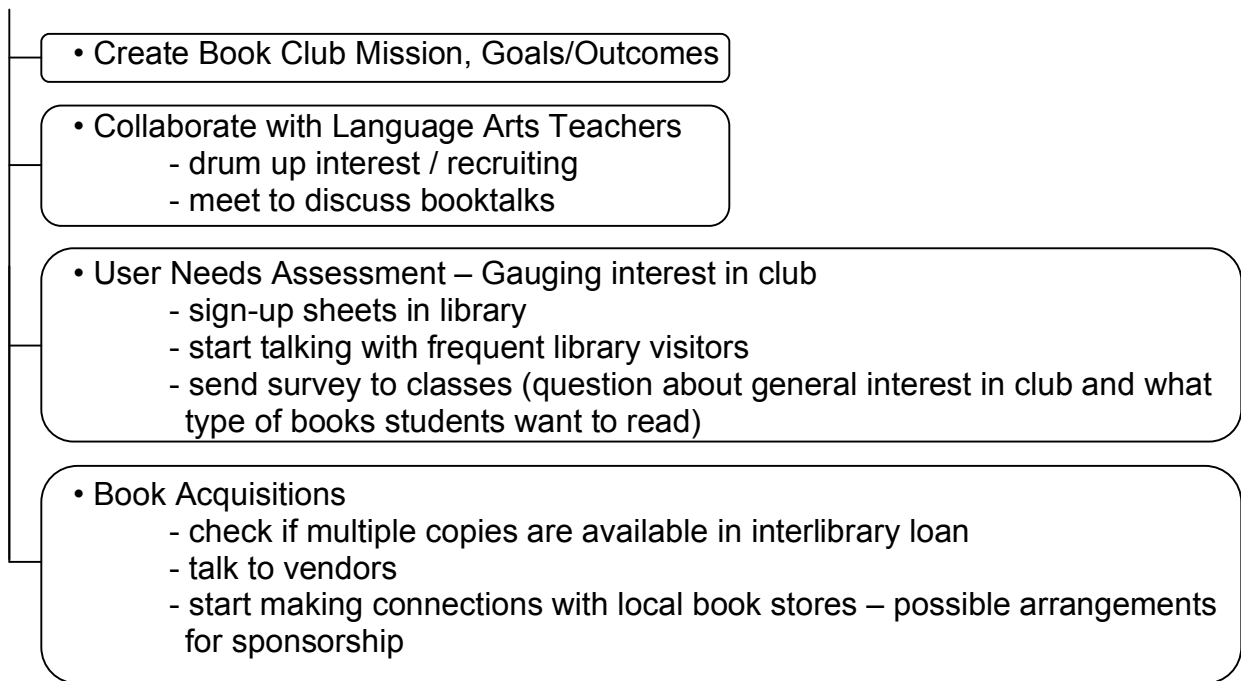 • Create Book Club Mission, Goals/Outcomes
• Collaborate with Language Arts Teachers
- drum up interest / recruiting
- meet to discuss booktalks
• User Needs Assessment – Gauging interest in club
- sign-up sheets in library
- start talking with frequent library visitors
- send survey to classes (question about general interest in club and what
type of books students want to read)
• Book Acquisitions
- check if multiple copies are available in interlibrary loan
- talk to vendors
- start making connections with local book stores – possible arrangements
for sponsorship